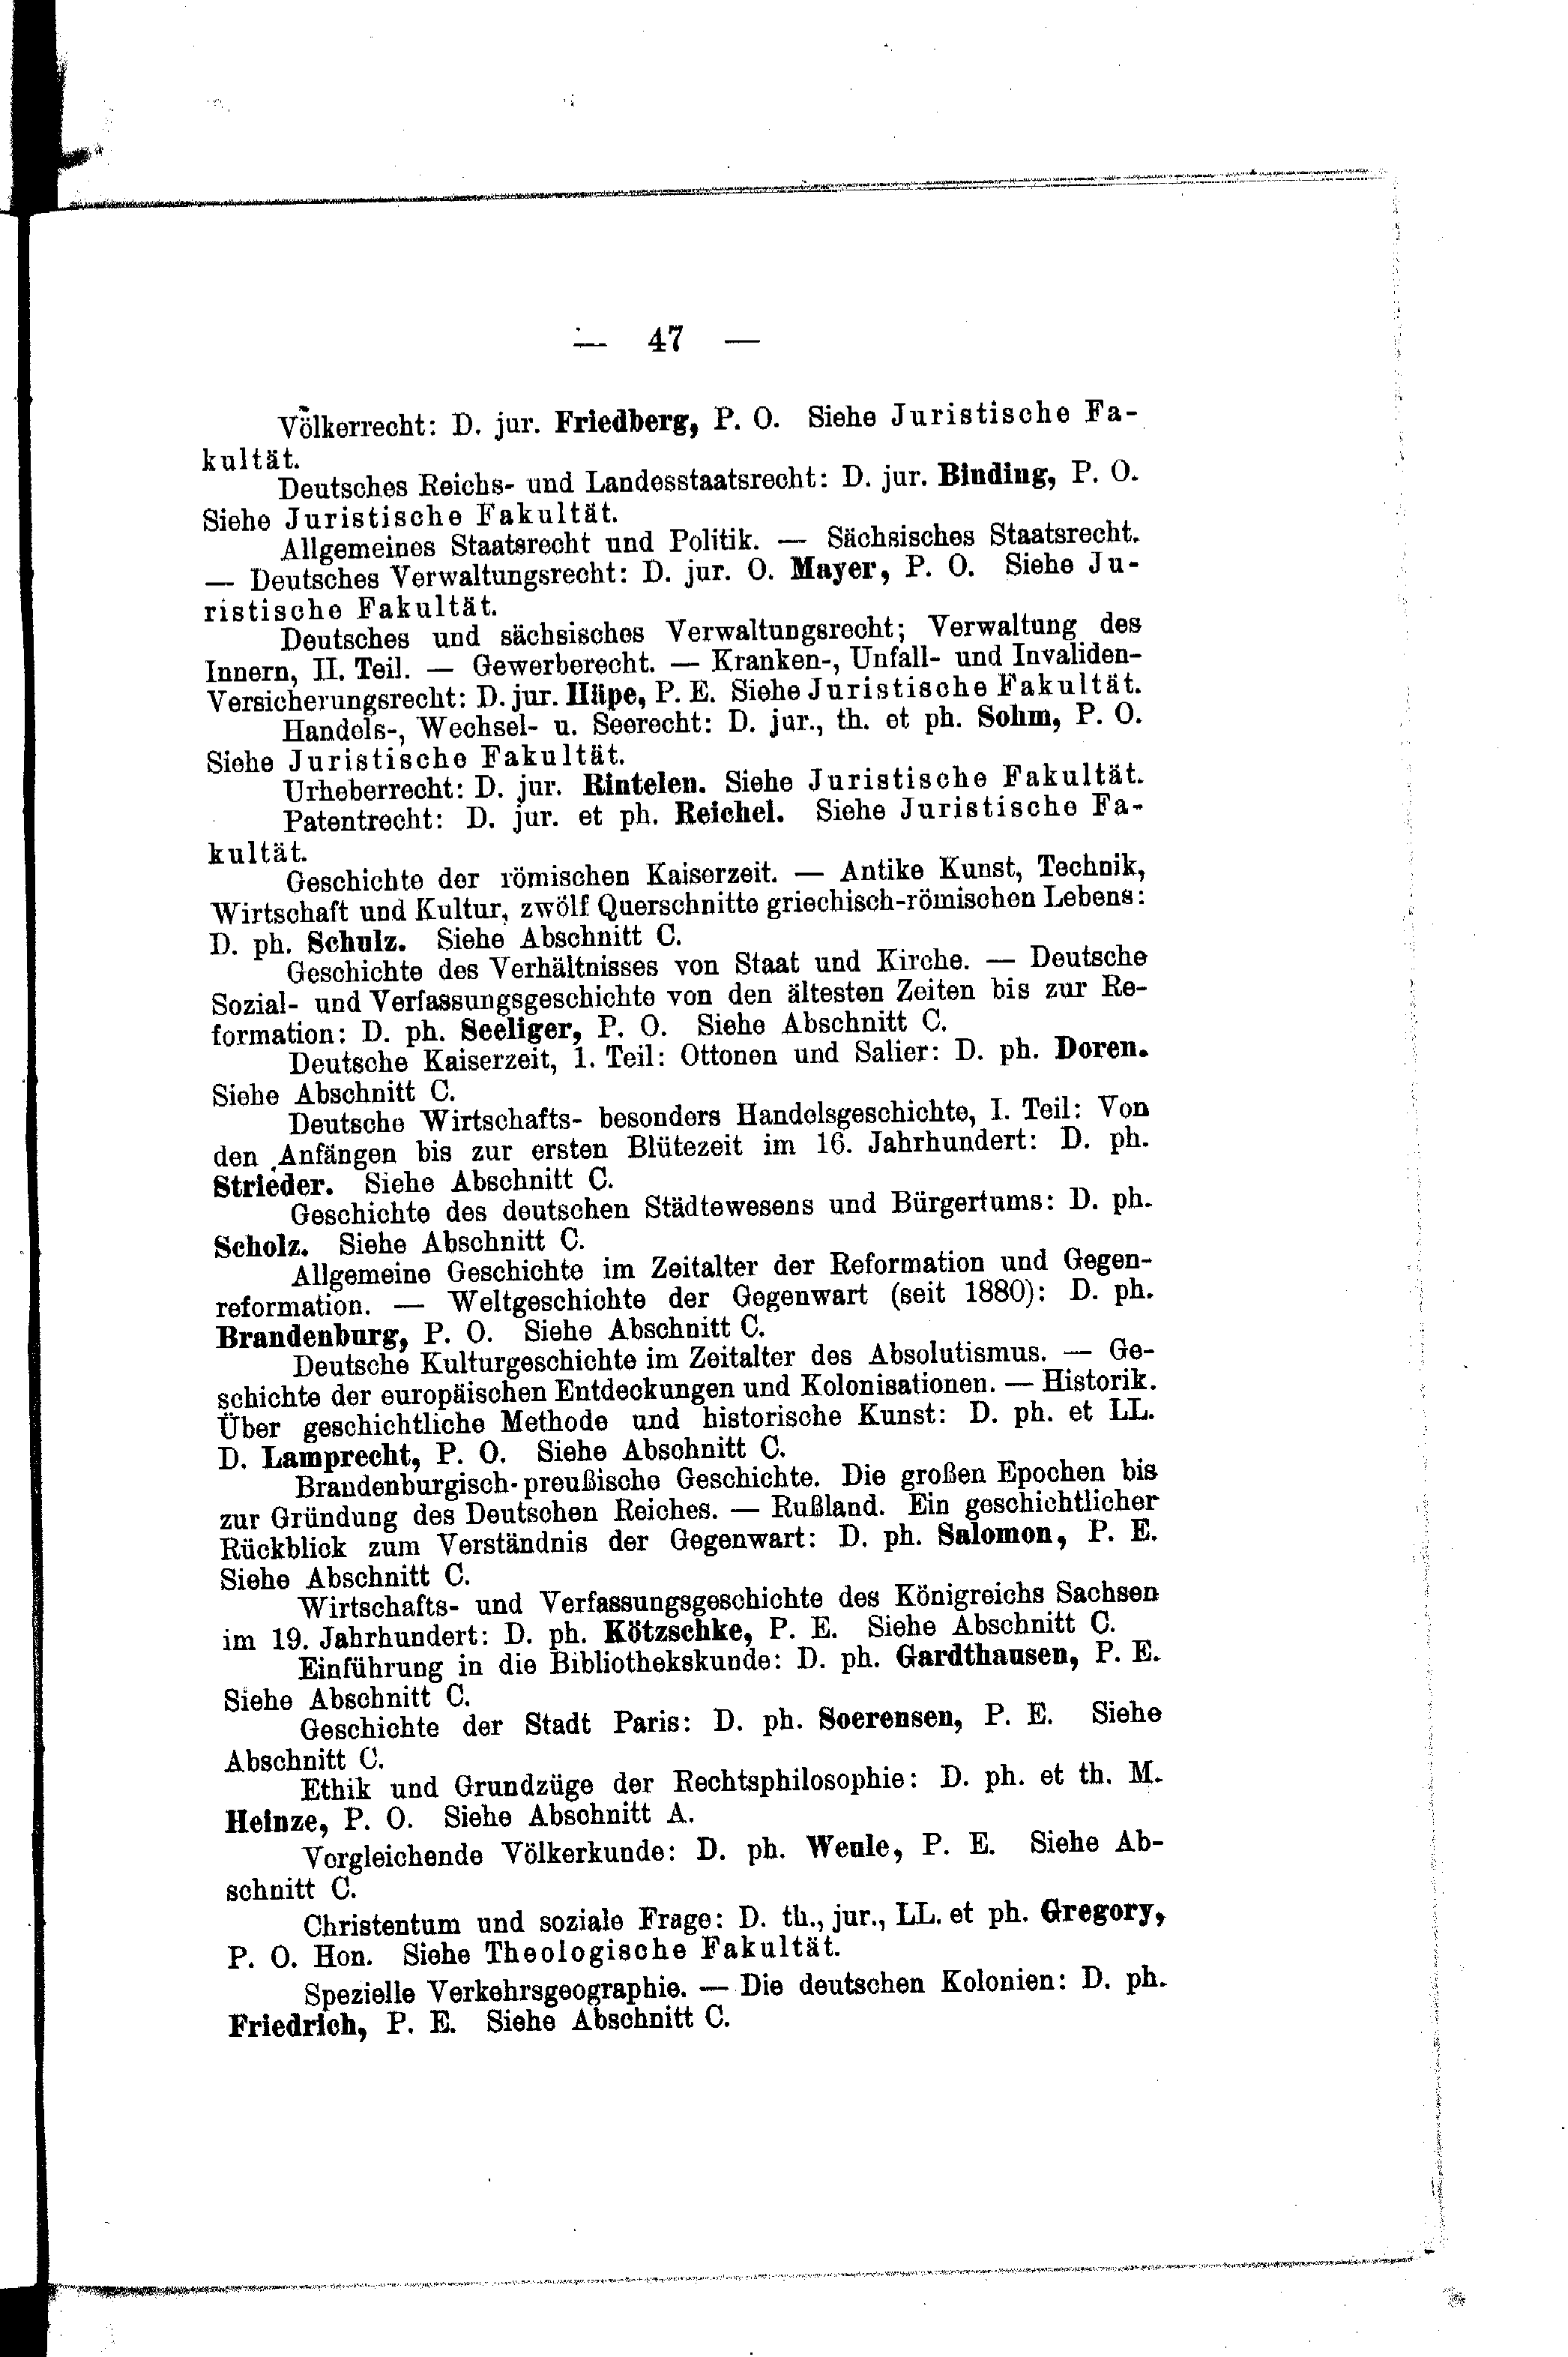 — 47 —
Völkerrecht: D. jur. Friedberg, P. O. Siehe Juristische Fa-
kultät.
Deutsches Reichs- und Landesstaatsrecht: D. jur. Binding, P. O.
Siehe Juristische Fakultät.
Allgemeines Staatsrecht und Politik. — Sächsisches Staatsrecht.
— Deutsches Verwaltungsrecht: D. jur. O. Mayer, P. O. Siehe Ju-
ristische Fakultät.
Deutsches und sächsisches Verwaltungsrecht; Verwaltung des
Innern, II. Teil. — Gewerberecht. — Kranken-, Unfall- und Invaliden-
Versicherungsrecht: D. jur. Häpe, P. E. Siehe Juristische Fakultät.
Handels-, Wechsel- u. Seerecht: D. jur., th. et ph. Sohm, P. O.
Siehe Juristische Fakultät.
Urheberrecht: D. jur. Rintelen. Siehe Juristische Fakultät.
Patentrecht: D. jur. et ph. Reichel. Siehe Juristische Fa-
kultät.
Geschichte der römischen Kaiserzeit. — Antike Kunst, Technik,
Wirtschaft und Kultur, zwölf Querschnitte griechisch-römischen Lebens:
D. ph. Schulz. Siehe Abschnitt C.
Geschichte des Verhältnisses von Staat und Kirche. — Deutsche
Sozial- und Verfassungsgeschichte von den ältesten Zeiten bis zur Re-
formation: D. ph. Seeliger, P. O. Siehe Abschnitt C.
Deutsche Kaiserzeit, 1. Teil: Ottonen und Salier: D. ph. Doren.
Siehe Abschnitt C.
Deutsche Wirtschafts- besonders Handelsgeschichte, I. Teil: Von
den Anfängen bis zur ersten Blütezeit im 16. Jahrhundert: D. ph.
Strieder. Siehe Abschnitt C.
Geschichte des deutschen Städtewesens und Bürgertums: D. ph.
Scholz. Siehe Abschnitt C.
Allgemeine Geschichte im Zeitalter der Reformation und Gegen-
reformation. — Weltgeschichte der Gegenwart (seit 1880): D. ph.
Brandenburg, P. O. Siehe Abschnitt C.
Deutsche Kulturgeschichte im Zeitalter des Absolutismus. — Ge-
schichte der europäischen Entdeckungen und Kolonisationen. — Historik.
Über geschichtliche Methode und historische Kunst: D. ph. et LL.
D. Lamprecht, P. O. Siehe Abschnitt C.
Brandenburgisch-preußische Geschichte. Die großen Epochen bis
zur Gründung des Deutschen Reiches. — Rußland. Ein geschichtlicher
Rückblick zum Verständnis der Gegenwart: D. ph. Salomon, P. E.
Siehe Abschnitt C.
Wirtschafts- und Verfassungsgeschichte des Königreichs Sachsen
im 19. Jahrhundert: D. ph. Kötzschke, P. E. Siehe Abschnitt C.
Einführung in die Bibliothekskunde: D. ph. Gardthausen, P. E.
Siehe Abschnitt C.
Geschichte der Stadt Paris: D. ph. Soerensen, P. E. Siehe
Abschnitt C.
Ethik und Grundzüge der Rechtsphilosophie: D. ph. et th. M.
Heinze, P. O. Siehe Abschnitt A.
Vergleichende Völkerkunde: D. ph. Weule, P. E. Siehe Ab-
schnitt C.
Christentum und soziale Frage: D. th., jur., LL. et ph. Gregory,
P. O. Hon. Siehe Theologische Fakultät.
Spezielle Verkehrsgeographie. — Die deutschen Kolonien: D. ph.
Friedrich, P. E. Siehe Abschnitt C.